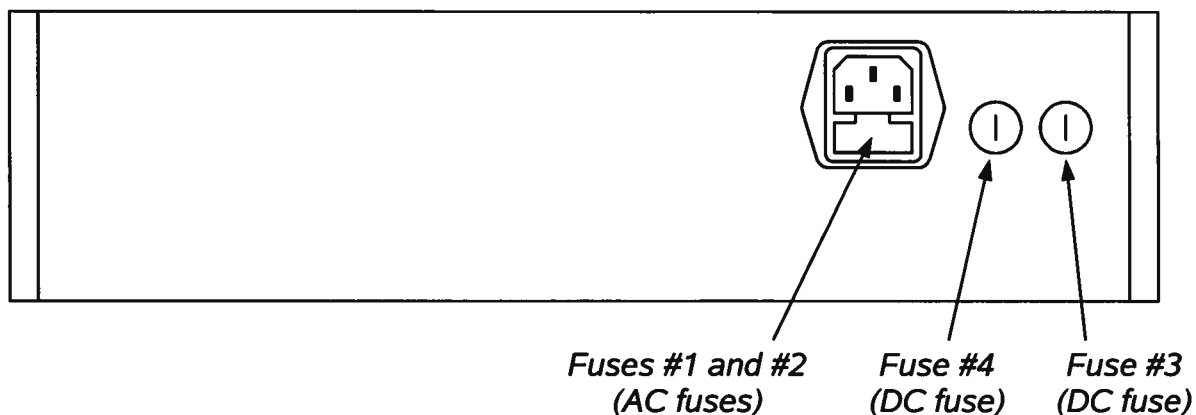 Fuses #1 and #2
(AC fuses)
Fuse #4
(DC fuse)
Fuse #3
(DC fuse)